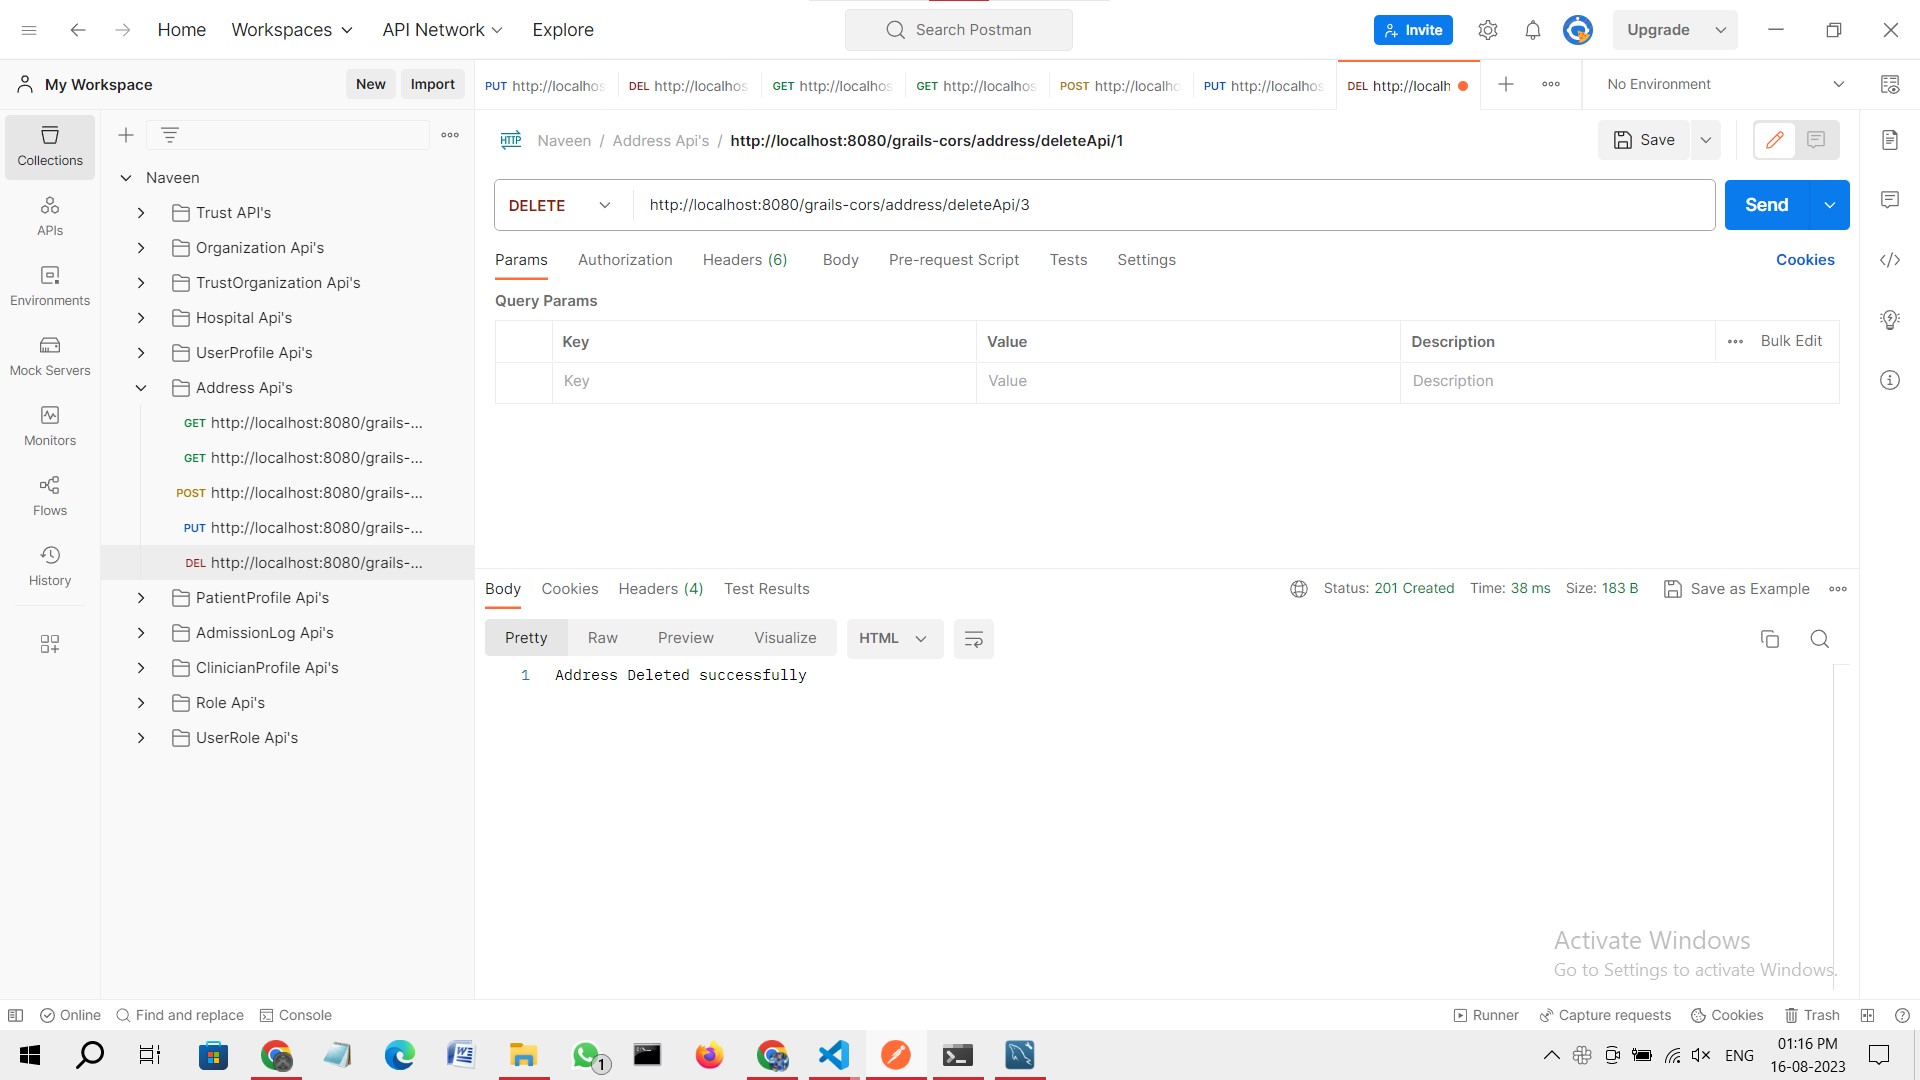 Home Workspaces API Network Explore Search Postman Invite Upgrade
My Workspace New Import
PUT http://localhos DEL http://localhos GET http://localhos GET http://localhos POST http://localho PUT http://localhos DEL http://localh No Environment
Collections
APIs
Environments
Mock Servers
Monitors
Flows
History
Naveen
Trust API's
Organization Api's
TrustOrganization Api's
Hospital Api's
UserProfile Api's
Address Api's
GET http://localhost:8080/grails-...
GET http://localhost:8080/grails-...
POST http://localhost:8080/grails-...
PUT http://localhost:8080/grails-...
DEL http://localhost:8080/grails-...
PatientProfile Api's
AdmissionLog Api's
ClinicianProfile Api's
Role Api's
UserRole Api's
HTTP Naveen / Address Api's / http://localhost:8080/grails-cors/address/deleteApi/1 Save
DELETE http://localhost:8080/grails-cors/address/deleteApi/3 Send
Params Authorization Headers (6) Body Pre-request Script Tests Settings Cookies
Query Params
Key Value Description Bulk Edit
Key Value Description
Body Cookies Headers (4) Test Results Status: 201 Created Time: 38 ms Size: 183 B Save as Example
Pretty Raw Preview Visualize HTML
1 Address Deleted successfully
Activate Windows
Go to Settings to activate Windows.
Online Find and replace Console Runner Capture requests Cookies Trash
1 ENG 01:16 PM
16-08-2023